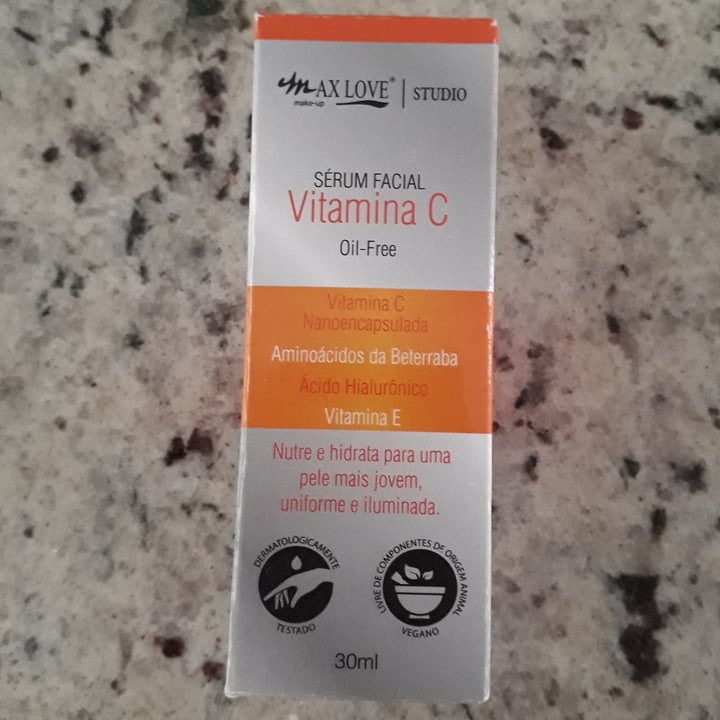 MAX LOVE® | STUDIO
make-up
SÉRUM FACIAL
Vitamina C
Oil-Free
Vitamina C
Nanoencapsulada
Aminoácidos da Beterraba
Ácido Hialurônico
Vitamina E
Nutre e hidrata para uma
pele mais jovem,
uniforme e iluminada.
DERMATOLOGICAMENTE
TESTADO
LIVRE DE COMPONENTES DE ORIGEM ANIMAL
VEGANO
30ml